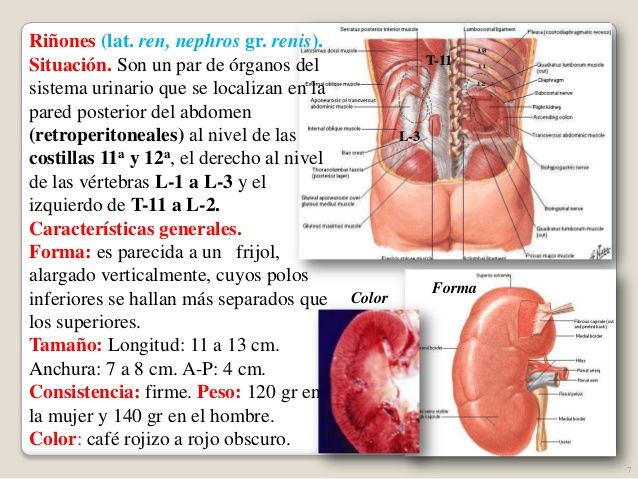 Riñones (lat. ren, nephros gr. renis).
Situación. Son un par de órganos del
sistema urinario que se localizan en la
pared posterior del abdomen
(retroperitoneales) al nivel de las
costillas 11ª y 12ª, el derecho al nivel
de las vértebras L-1 a L-3 y el
izquierdo de T-11 a L-2.
Características generales.
Forma: es parecida a un frijol,
alargado verticalmente, cuyos polos
inferiores se hallan más separados que
los superiores.
Tamaño: Longitud: 11 a 13 cm.
Anchura: 7 a 8 cm. A-P: 4 cm.
Consistencia: firme. Peso: 120 gr en
la mujer y 140 gr en el hombre.
Color: café rojizo a rojo obscuro.
Serratus posterior inferior muscle
Latissimus dorsi muscle
External oblique muscle
Aponeurosis of transversus
abdominis muscle
Internal oblique muscle
Iliac crest
Thoracolumbar fascia
(posterior layer)
Gluteal aponeurosis over
gluteus medius muscle
Gluteus maximus muscle
Erector spinae muscle
T-11
L-3
Lumbocostal ligament
Pleura (costodiaphragmatic recess)
Quadratus lumborum muscle
(cut)
Diaphragm
Subcostal nerve
Right kidney
Ascending colon
Transversus abdominis muscle
Iliohypogastric nerve
Ilioinguinal nerve
Quadratus lumborum muscle
(cut)
Psoas major muscle
Color
Forma
Superior extremity
Fibrous capsule (cut
and peeled back)
Medial border
Hilus
Renal artery
Renal vein
Medial border
Ureter
7